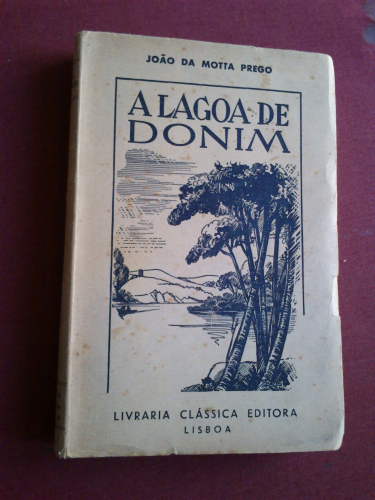 JOÃO DA MOTTA PREGO
A LAGOA DE
DONIM
LIVRARIA CLÁSSICA EDITORA
LISBOA